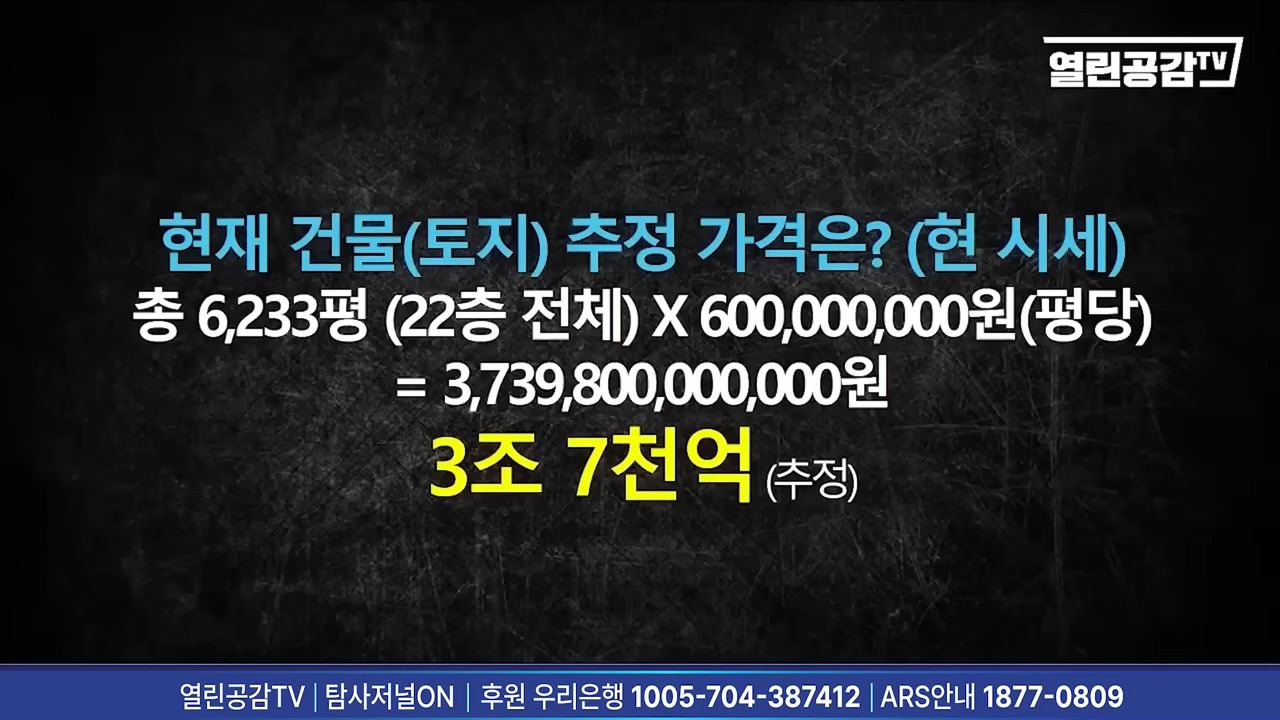 열린공감TV
현재 건물(토지) 추정 가격은? (현 시세)
총 6,233평 (22층 전체) X 600,000,000원(평당)
= 3,739,800,000,000원
3조 7천억 (추정)
열린공감TV | 탐사저널ON | 후원 우리은행 1005-704-387412 | ARS안내 1877-0809